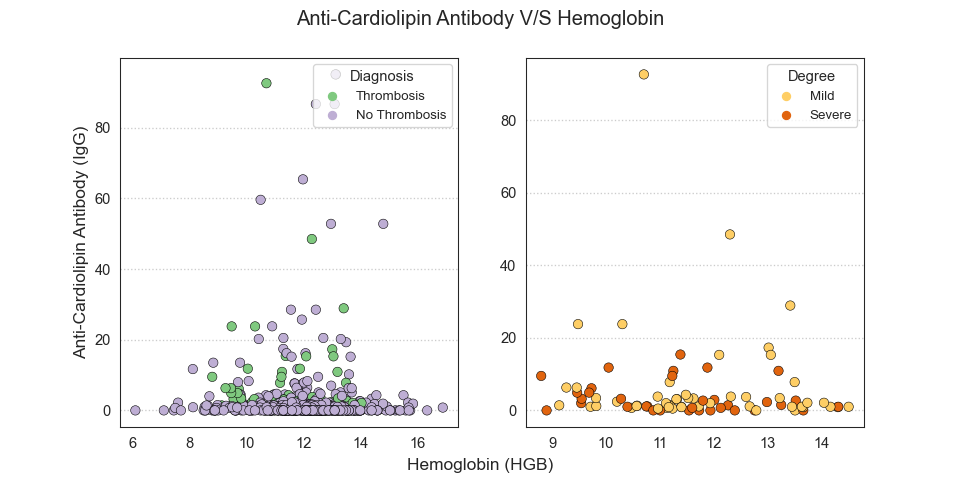 Anti-Cardiolipin Antibody V/S Hemoglobin
Anti-Cardiolipin Antibody (IgG)
80
60
40
20
0
6
8
10
12
14
16
Diagnosis
Thrombosis
No Thrombosis
80
60
40
20
0
9
10
11
12
13
14
Degree
Mild
Severe
Hemoglobin (HGB)